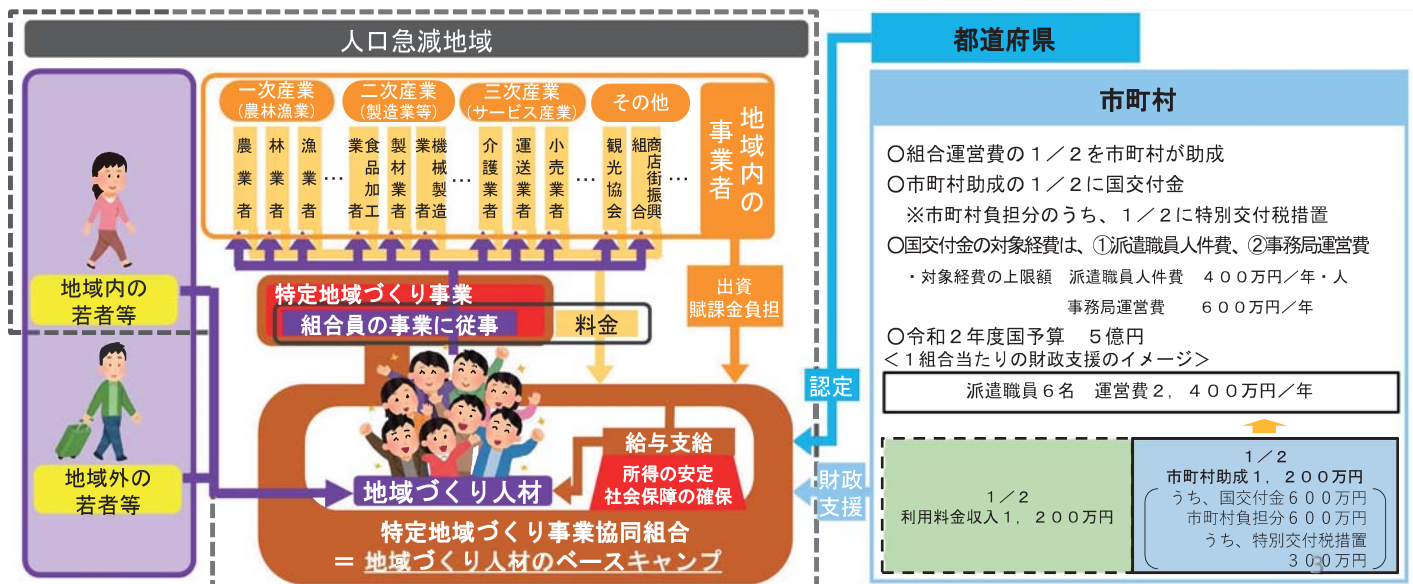 人口急減地域
一次産業
(農林漁業)
二次産業
(製造業等)
三次産業
(サービス産業)
その他
地域内の
事業者
農業者
林業者
漁業者
…
食品加工
業者
製材業者
機械製造
業者
…
介護業者
運送業者
小売業者
…
観光協会
商店街振興
組合
…
特定地域づくり事業
組合員の事業に従事
料金
出資
賦課金負担
地域内の
若者等
地域外の
若者等
給与支給
所得の安定
社会保障の確保
地域づくり人材
特定地域づくり事業協同組合
= 地域づくり人材のベースキャンプ
都道府県
認定
財政
支援
市町村
〇組合運営費の1/2を市町村が助成
〇市町村助成の1/2に国交付金
※市町村負担分のうち、1/2に特別交付税措置
〇国交付金の対象経費は、①派遣職員人件費、②事務局運営費
・対象経費の上限額 派遣職員人件費 400万円/年・人
事務局運営費 600万円/年
〇令和2年度国予算 5億円
<1組合当たりの財政支援のイメージ>
派遣職員6名 運営費2,400万円/年
1/2
利用料金収入1,200万円
1/2
市町村助成1,200万円
うち、国交付金600万円
市町村負担分600万円
うち、特別交付税措置
300万円
3